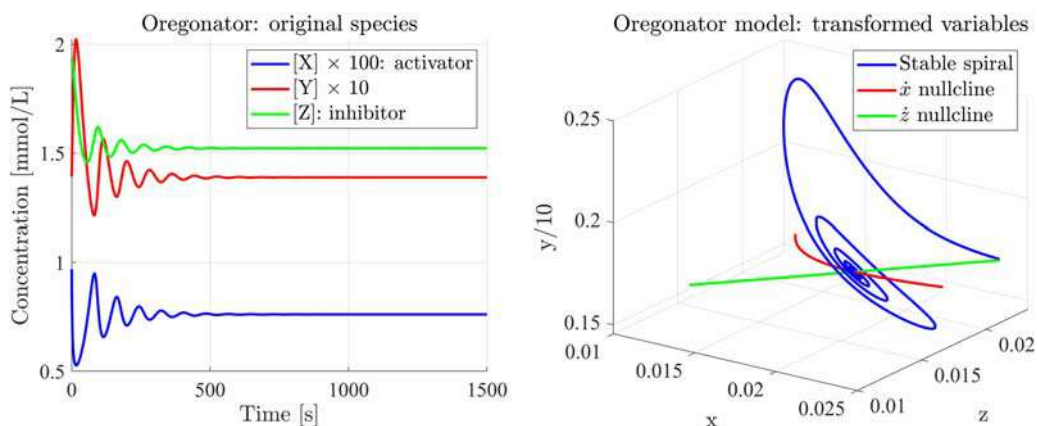 Oregonator: original species
2
1.5
1
0.5
Concentration [mmol/L]
[X] × 100: activator
[Y] × 10
[Z]: inhibitor
0
500
1000
1500
Time [s]
Oregonator model: transformed variables
Stable spiral
ẋ nullcline
ż nullcline
0.25
0.2
0.15
y/10
0.01
0.015
0.02
0.025
x
0.01
0.015
0.02
z